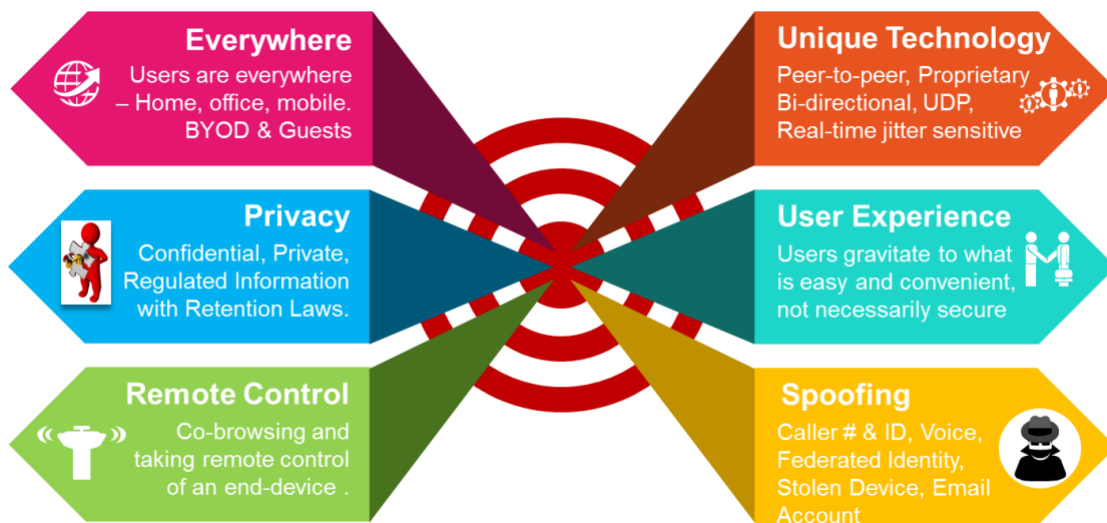 Everywhere
Users are everywhere
– Home, office, mobile.
BYOD & Guests
Unique Technology
Peer-to-peer, Proprietary
Bi-directional, UDP,
Real-time jitter sensitive
Privacy
Confidential, Private,
Regulated Information
with Retention Laws.
User Experience
Users gravitate to what
is easy and convenient,
not necessarily secure
Remote Control
Co-browsing and
taking remote control
of an end-device .
Spoofing
Caller # & ID, Voice,
Federated Identity,
Stolen Device, Email
Account